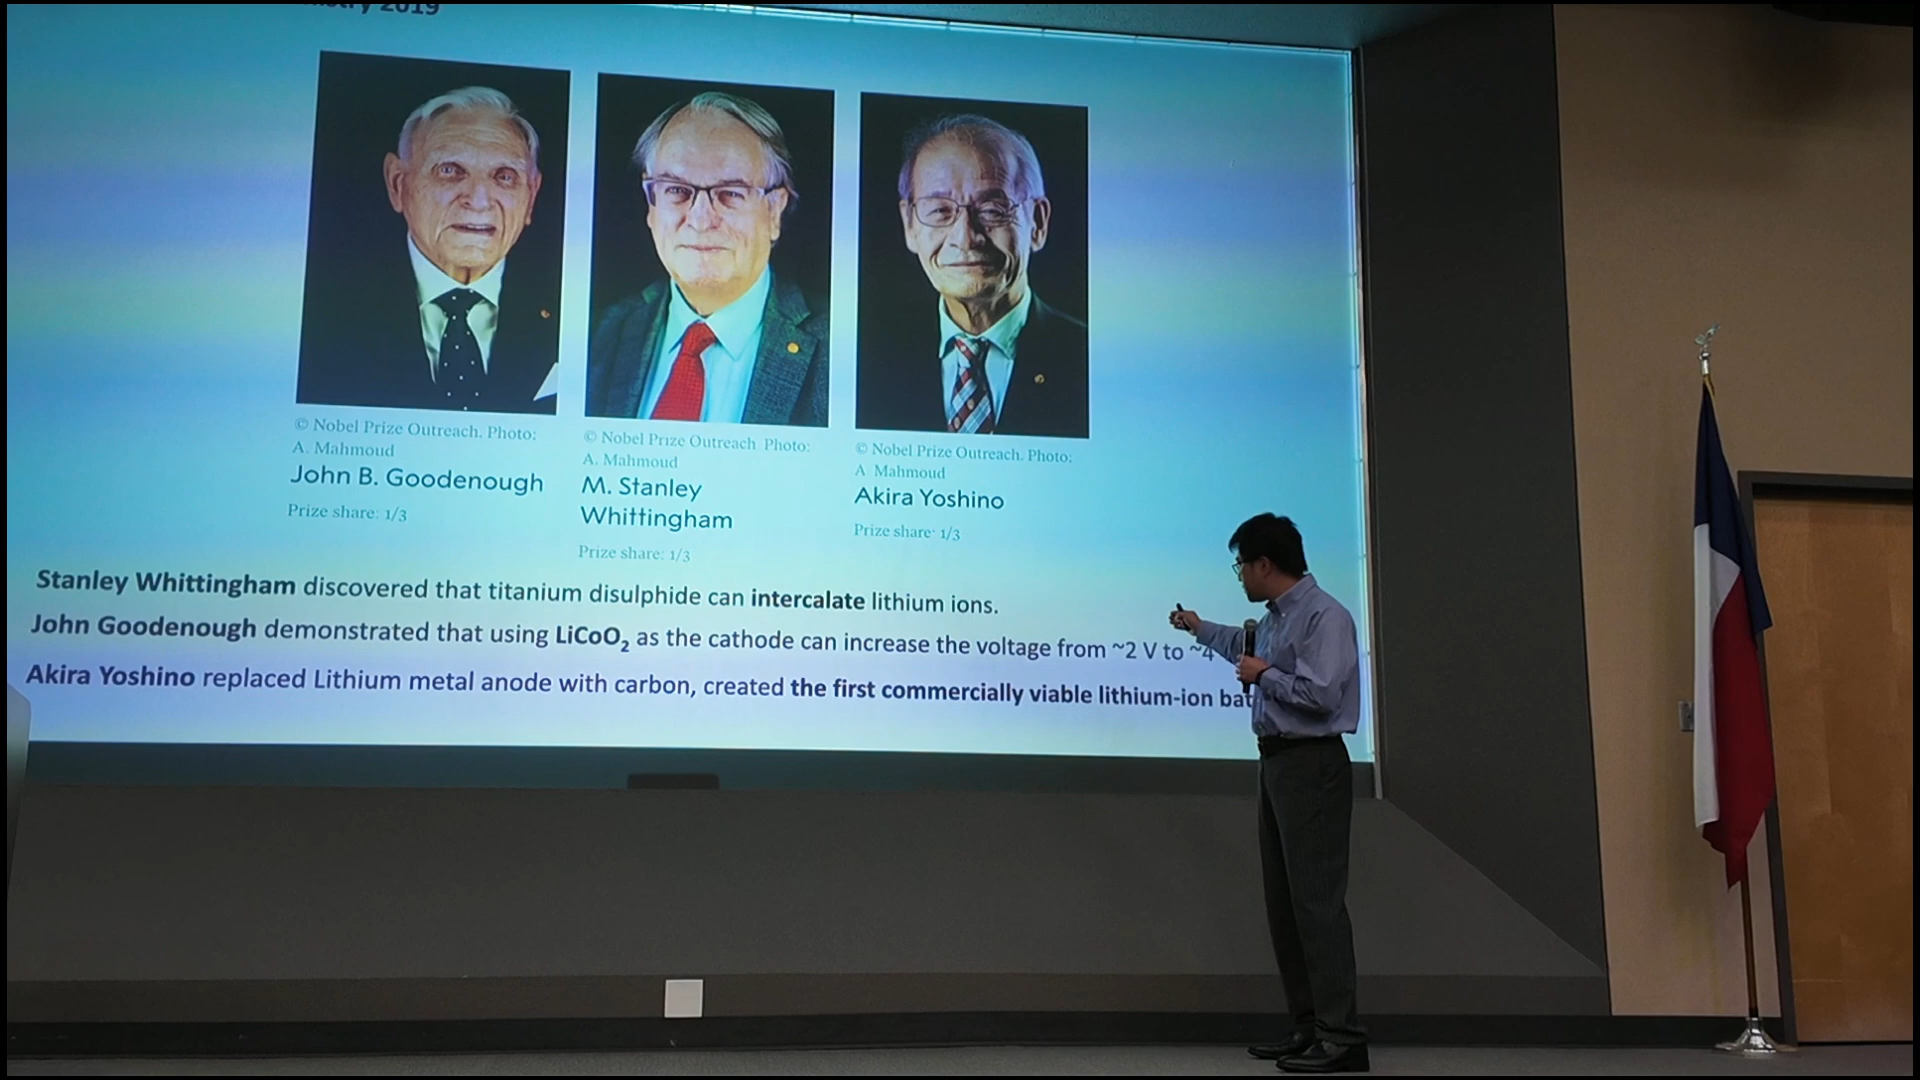 mistry 2019
© Nobel Prize Outreach. Photo:
A. Mahmoud
John B. Goodenough
Prize share: 1/3
© Nobel Prize Outreach Photo:
A. Mahmoud
M. Stanley
Whittingham
Prize share: 1/3
© Nobel Prize Outreach. Photo:
A Mahmoud
Akira Yoshino
Prize share: 1/3
Stanley Whittingham discovered that titanium disulphide can intercalate lithium ions.
John Goodenough demonstrated that using LiCoO₂ as the cathode can increase the voltage from ~2 V to ~4
Akira Yoshino replaced Lithium metal anode with carbon, created the first commercially viable lithium-ion bat